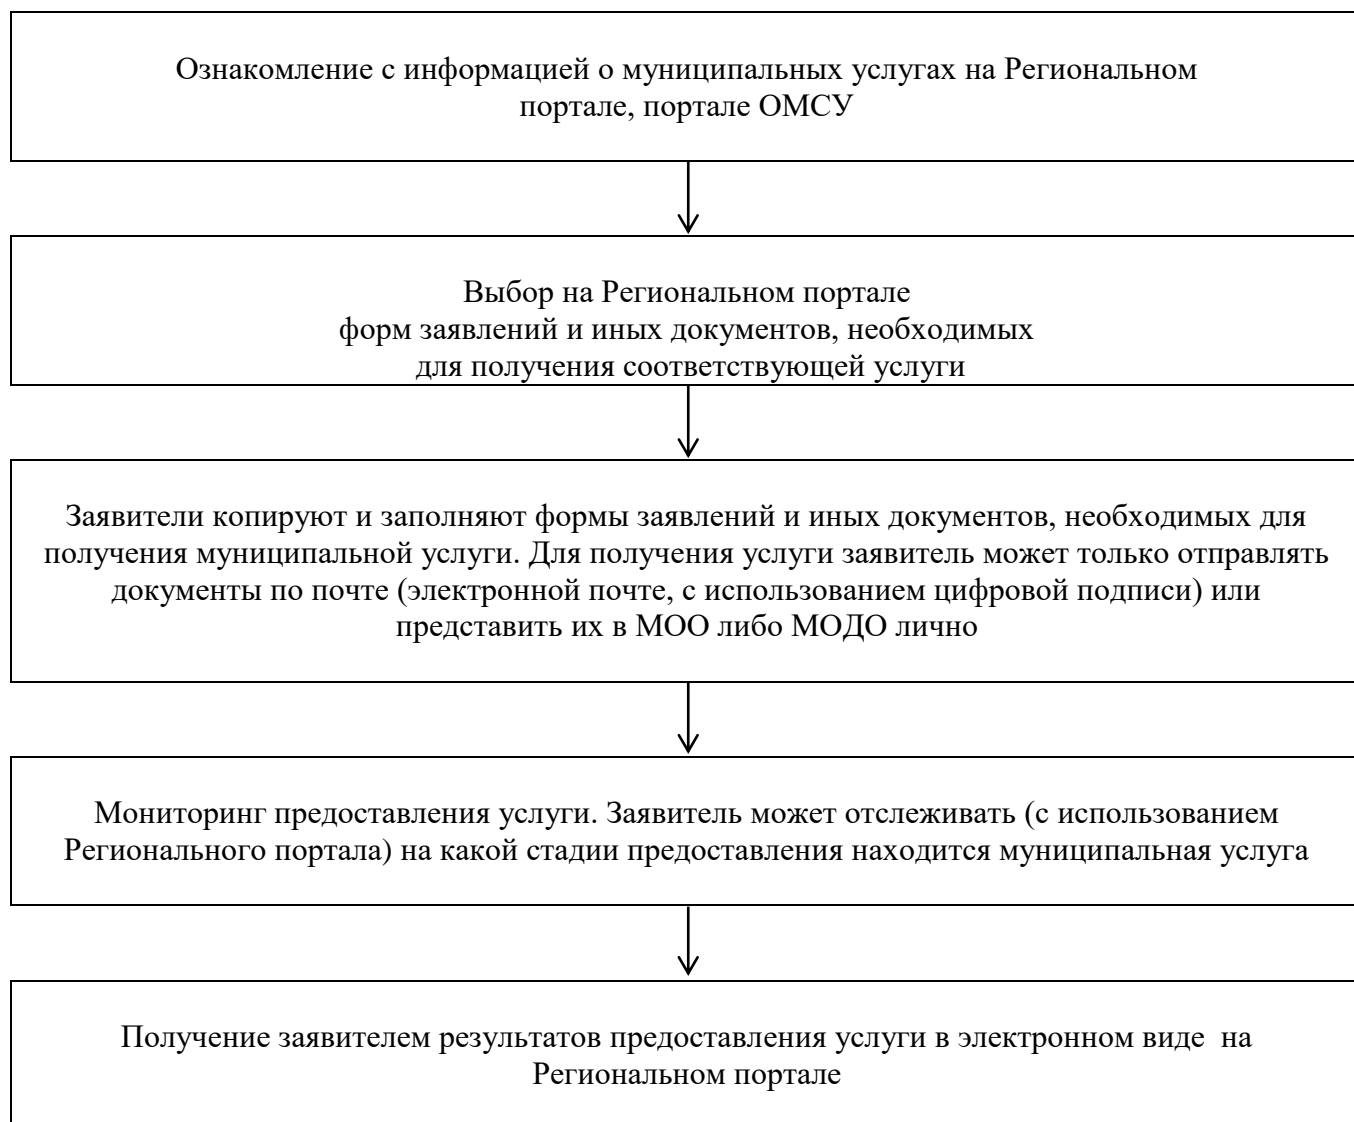 Ознакомление с информацией о муниципальных услугах на Региональном
портале, портале ОМСУ
Выбор на Региональном портале
форм заявлений и иных документов, необходимых
для получения соответствующей услуги
Заявители копируют и заполняют формы заявлений и иных документов, необходимых для
получения муниципальной услуги. Для получения услуги заявитель может только отправлять
документы по почте (электронной почте, с использованием цифровой подписи) или
представить их в МОО либо МОДО лично
Мониторинг предоставления услуги. Заявитель может отслеживать (с использованием
Регионального портала) на какой стадии предоставления находится муниципальная услуга
Получение заявителем результатов предоставления услуги в электронном виде  на
Региональном портале